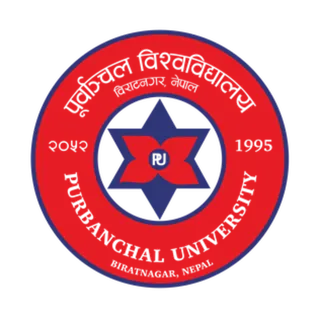 पूर्वाञ्चल विश्वविद्यालय
विराटनगर, नेपाल
२०५२
1995
PU
PURBANCHAL UNIVERSITY
BIRATNAGAR, NEPAL